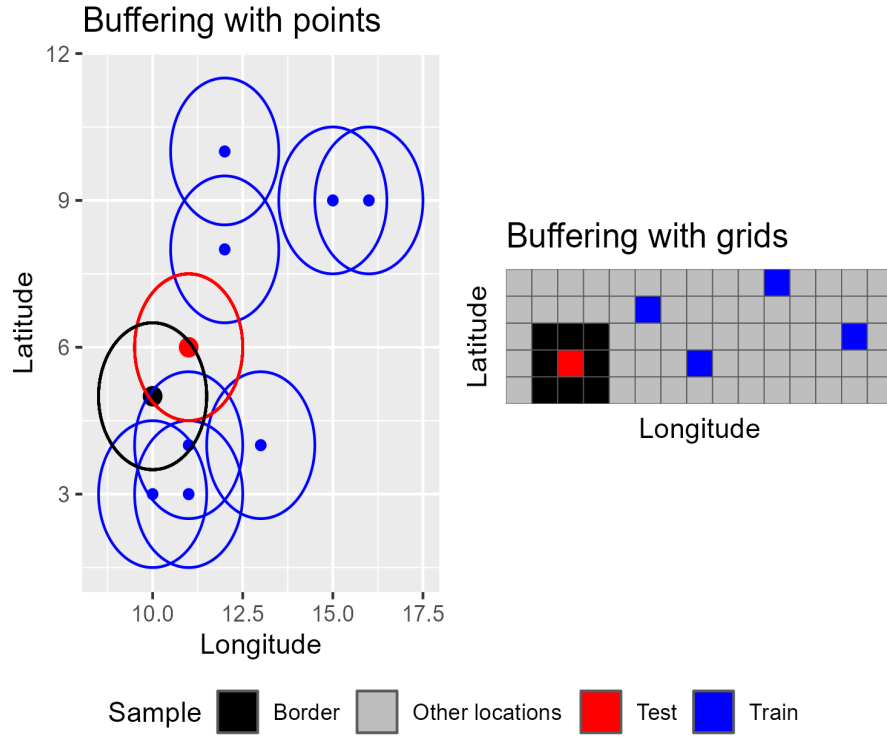 Buffering with points
12
9
6
3
Latitude
10.0 12.5 15.0 17.5
Longitude
Buffering with grids
Latitude
Longitude
Sample Border Other locations Test Train